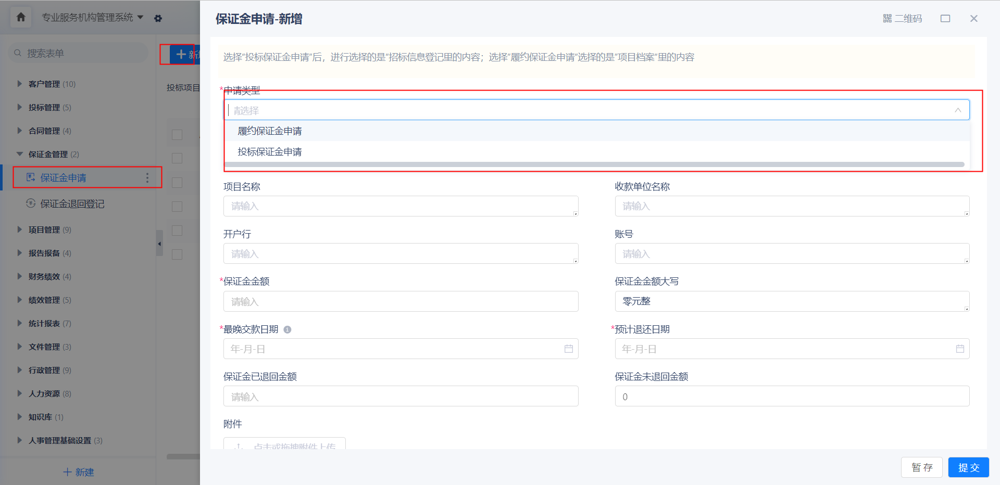 专业服务机构管理系统
搜索表单
客户管理 (10)
投标管理 (5)
合同管理 (4)
保证金管理 (2)
保证金申请
保证金退回登记
项目管理 (9)
报告报备 (4)
财务绩效 (4)
绩效管理 (5)
统计报表 (7)
文件管理 (3)
行政管理 (9)
人力资源 (8)
知识库 (1)
人事管理基础设置 (3)
新建
新
投标项目
保证金申请-新增
二维码
选择"投标保证金申请"后，进行选择的是"招标信息登记里的内容；选择"履约保证金申请"选择的是"项目档案"里的内容
*申请类型
请选择
履约保证金申请
投标保证金申请
项目名称
收款单位名称
请输入
请输入
开户行
账号
请输入
请输入
*保证金金额
保证金金额大写
请输入
零元整
*最晚交款日期
*预计退还日期
年-月-日
年-月-日
保证金已退回金额
保证金未退回金额
请输入
0
附件
点击或拖拽附件上传
暂存
提交